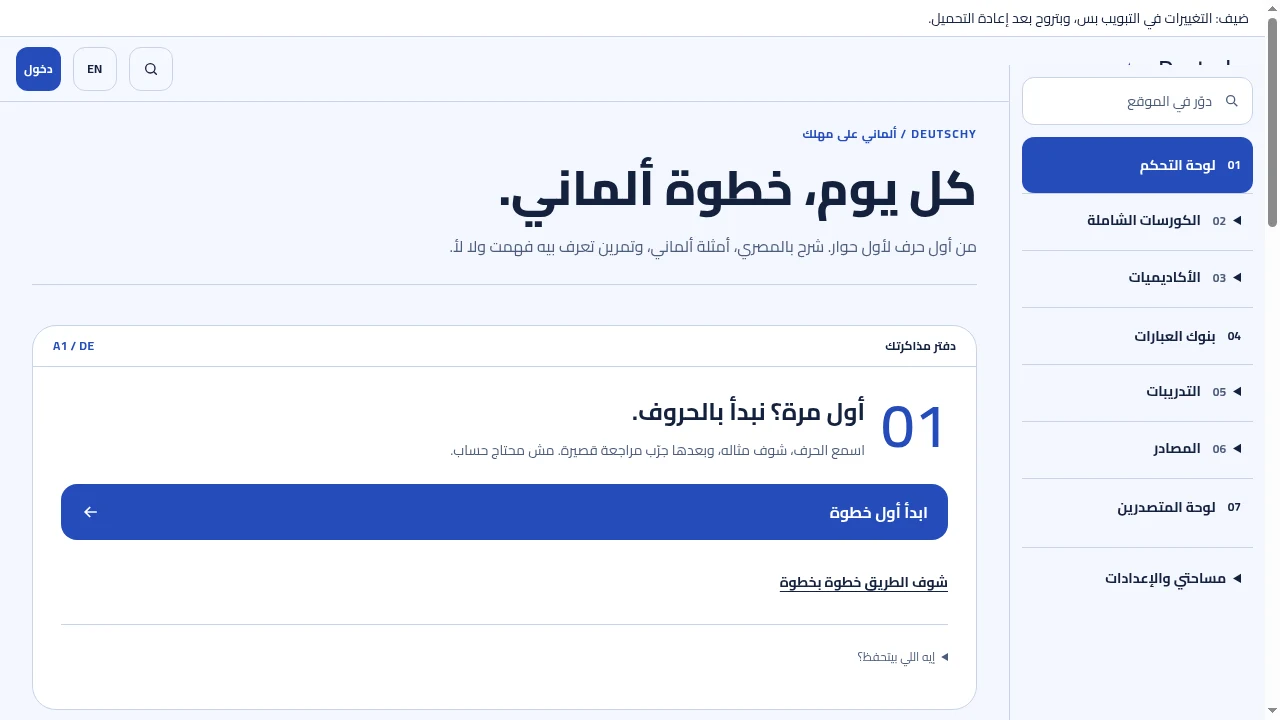 ضيف: التغييرات في التبويب بس، وبتروح بعد إعادة التحميل.
EN
دخول
دوّر في الموقع
01 لوحة التحكم
02 الكورسات الشاملة
03 الأكاديميات
04 بنوك العبارات
05 التدريبات
06 المصادر
07 لوحة المتصدرين
مساحتي والإعدادات
DEUTSCHY / ألماني على مهلك
كل يوم، خطوة ألماني.
من أول حرف لأول حوار. شرح بالمصري، أمثلة ألماني، وتمرين تعرف بيه فهمت ولا لأ.
دفتر مذاكرتك
A1 / DE
01
أول مرة؟ نبدأ بالحروف.
اسمع الحرف، شوف مثاله، وبعدها جرّب مراجعة قصيرة. مش محتاج حساب.
ابدأ أول خطوة
شوف الطريق خطوة بخطوة
إيه اللي بيتحفظ؟